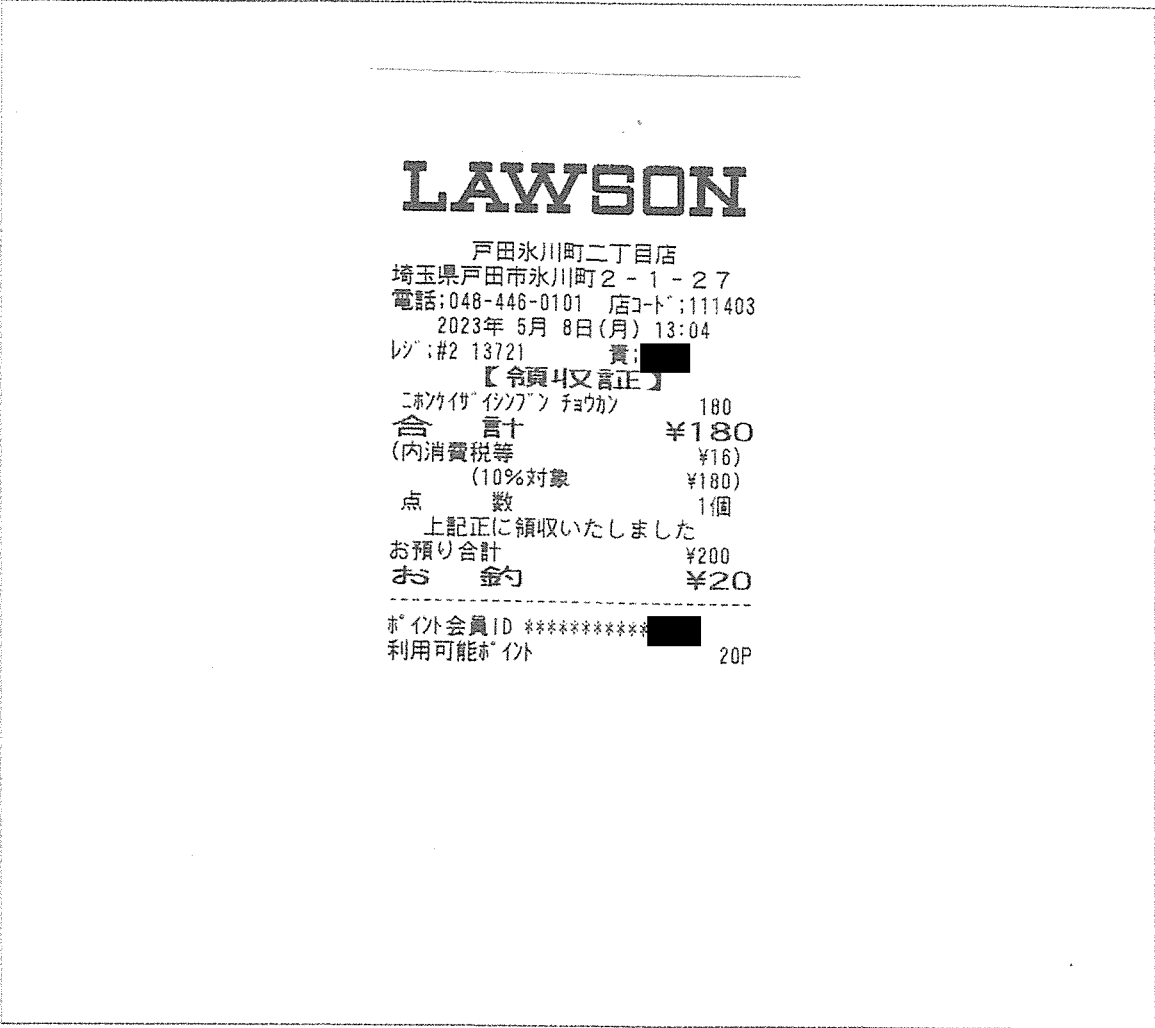 LAWSON
戸田氷川町二丁目店
埼玉県戸田市氷川町2-1-27
電話;048-446-0101 店ｺｰﾄﾞ;111403
2023年 5月 8日(月) 13:04
ﾚｼﾞ;#2 13721 責;
【領収証】
ﾆﾎﾝｹｲｻﾞｲｼﾝﾌﾞﾝ ﾁｮｳｶﾝ 180
合 計 ¥180
(内消費税等 ¥16)
(10%対象 ¥180)
点 数 1個
上記正に領収いたしました
お預り合計 ¥200
お 釣 ¥20
ﾎﾟｲﾝﾄ会員ID ***********
利用可能ﾎﾟｲﾝﾄ 20P